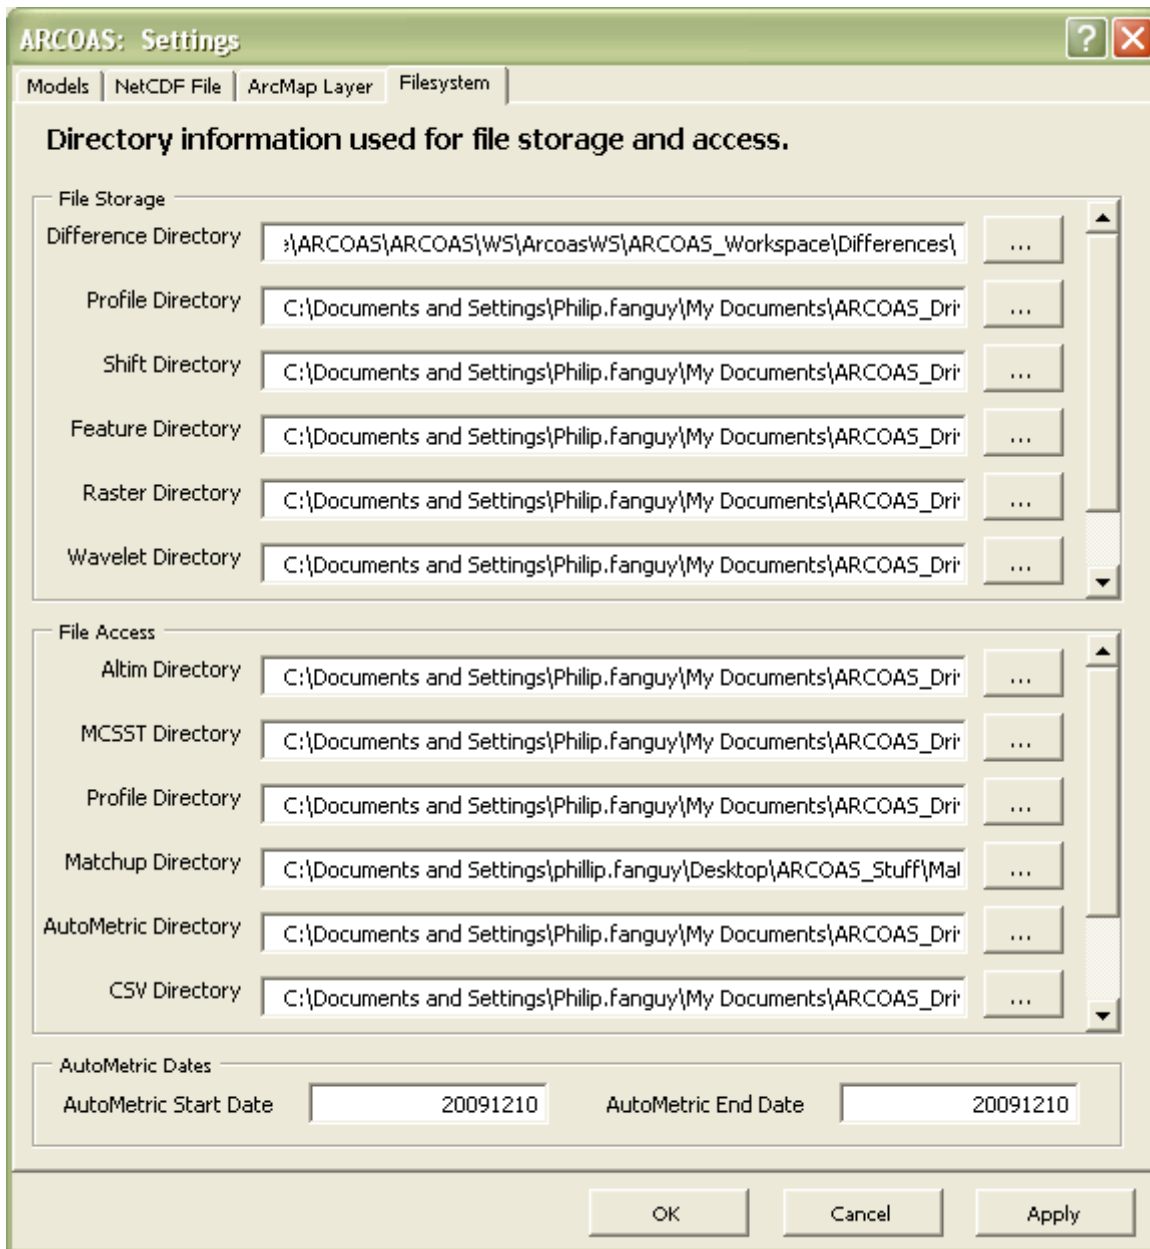 ARCOAS: Settings
Models NetCDF File ArcMap Layer Filesystem
Directory information used for file storage and access.
File Storage
Difference Directory e\ARCOAS\ARCOAS\WS\ArcoasWS\ARCOAS_Workspace\Differences\ ...
Profile Directory C:\Documents and Settings\Philip.fanguy\My Documents\ARCOAS_Dri ...
Shift Directory C:\Documents and Settings\Philip.fanguy\My Documents\ARCOAS_Dri ...
Feature Directory C:\Documents and Settings\Philip.fanguy\My Documents\ARCOAS_Dri ...
Raster Directory C:\Documents and Settings\Philip.fanguy\My Documents\ARCOAS_Dri ...
Wavelet Directory C:\Documents and Settings\Philip.fanguy\My Documents\ARCOAS_Dri ...
File Access
Altim Directory C:\Documents and Settings\Philip.fanguy\My Documents\ARCOAS_Dri ...
MCSST Directory C:\Documents and Settings\Philip.fanguy\My Documents\ARCOAS_Dri ...
Profile Directory C:\Documents and Settings\Philip.fanguy\My Documents\ARCOAS_Dri ...
Matchup Directory C:\Documents and Settings\phillip.fanguy\Desktop\ARCOAS_Stuff\Mat ...
AutoMetric Directory C:\Documents and Settings\Philip.fanguy\My Documents\ARCOAS_Dri ...
CSV Directory C:\Documents and Settings\Philip.fanguy\My Documents\ARCOAS_Dri ...
AutoMetric Dates
AutoMetric Start Date 20091210 AutoMetric End Date 20091210
OK Cancel Apply